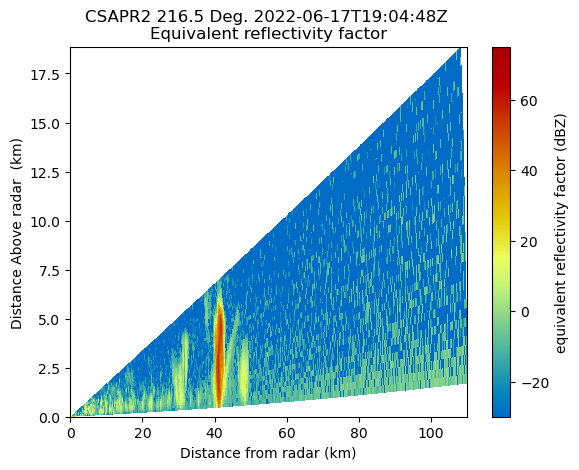 CSAPR2 216.5 Deg. 2022-06-17T19:04:48Z
Equivalent reflectivity factor
Distance Above radar  (km)
17.5
15.0
12.5
10.0
7.5
5.0
2.5
0.0
0 20 40 60 80 100
Distance from radar (km)
60
40
20
0
−20
equivalent reflectivity factor (dBZ)